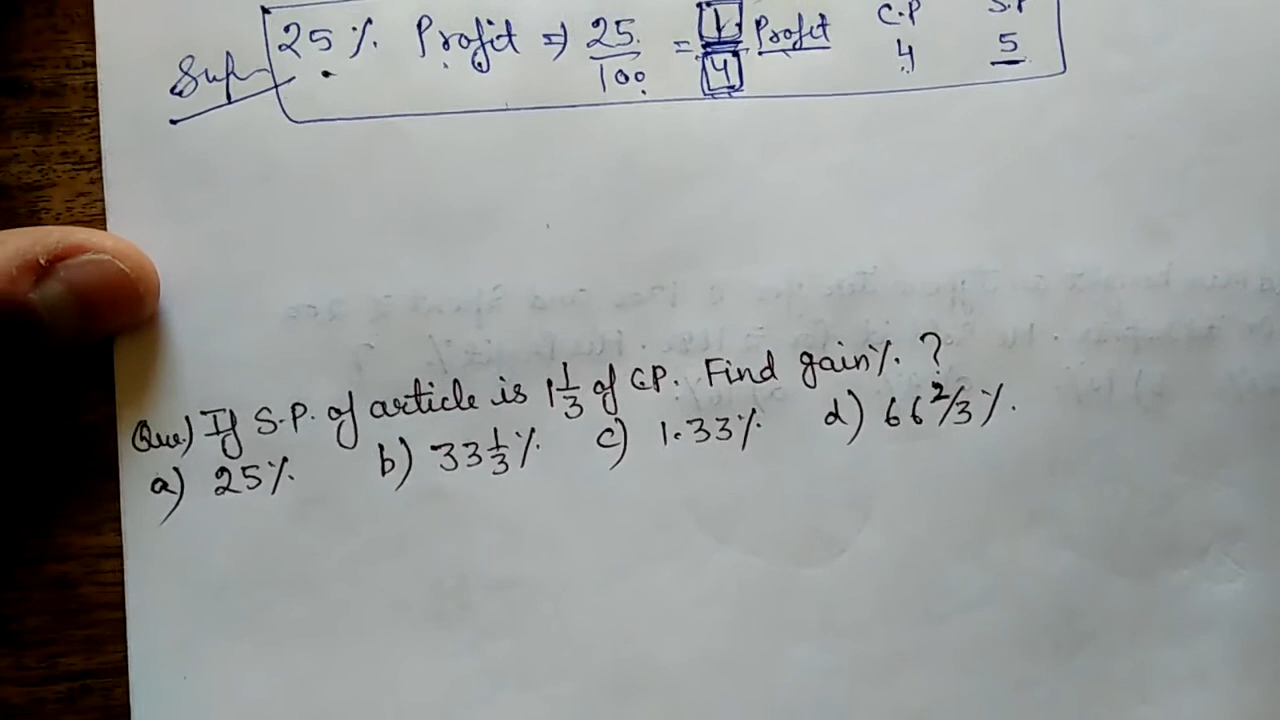 25% Profit ⇒ 25/100 = 1/4 Profit C.P S.P
4 5
Que.) If S.P. of article is 1 1/3 of CP. Find gain%. ?
a) 25% b) 33 1/3% c) 1.33% d) 66 2/3%.